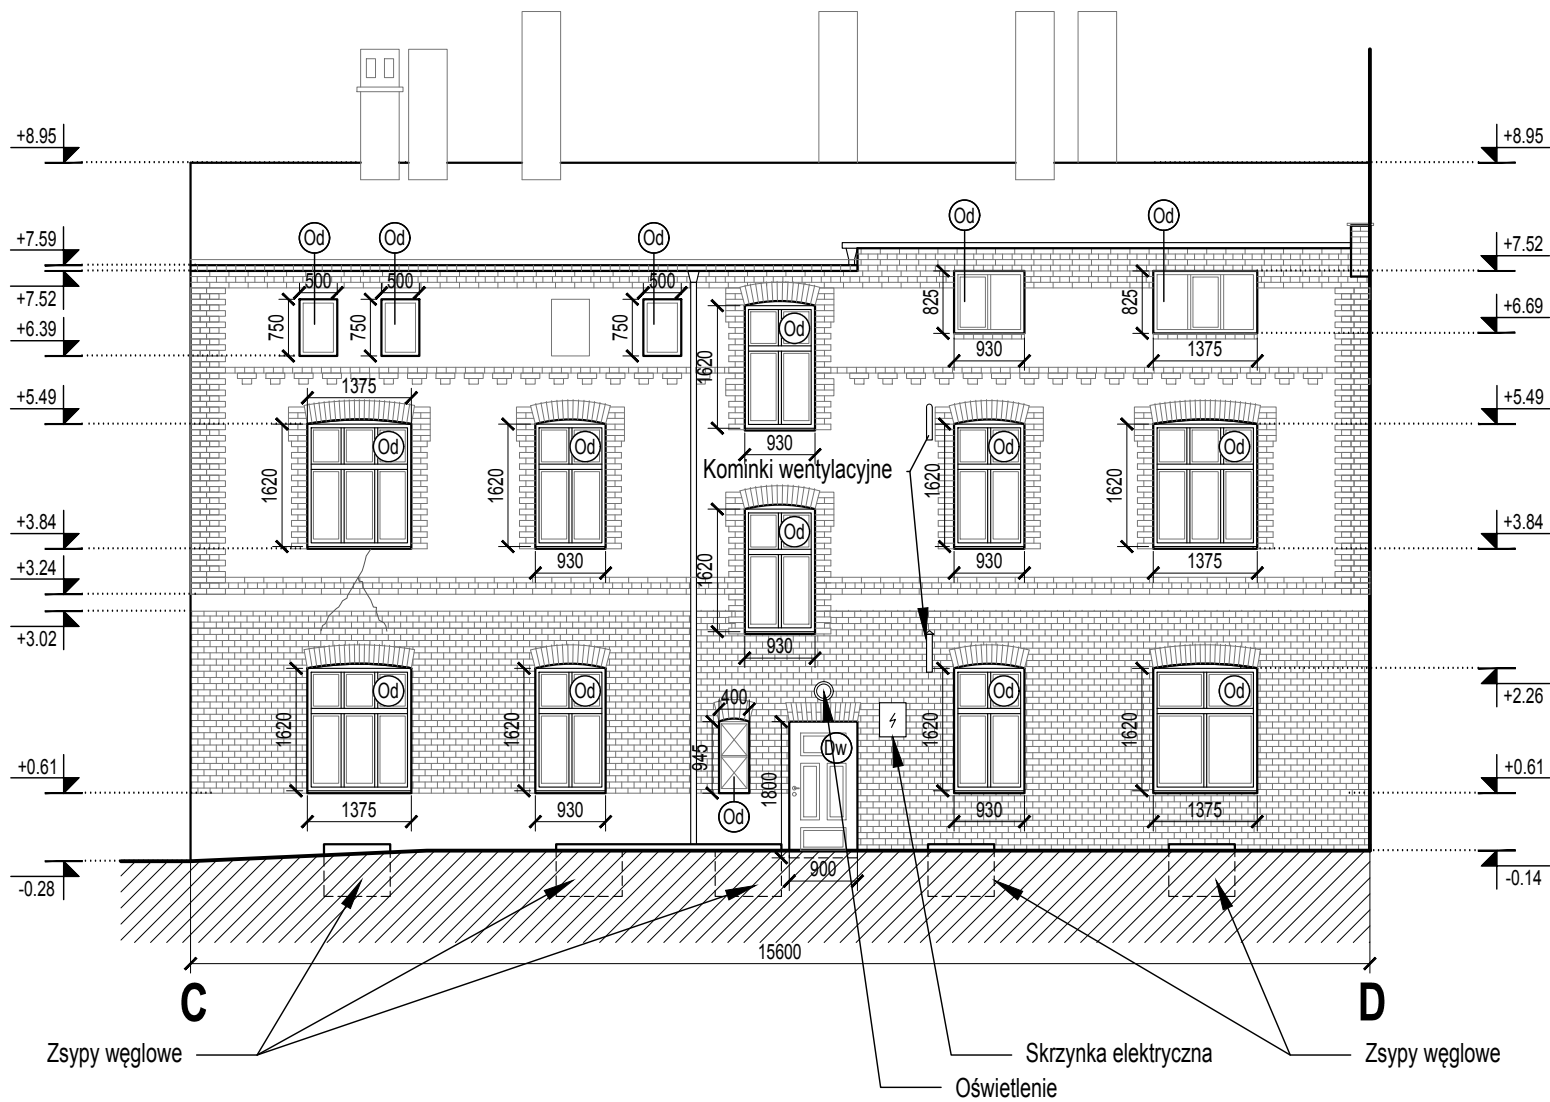 +8.95
+8.95
Od
Od
Od
Od
Od
+7.59
+7.52
+7.52
500
500
500
750
750
750
825
825
Od
+6.39
+6.69
1620
930
1375
1375
+5.49
+5.49
930
Od
Od
Od
Od
Kominki wentylacyjne
1620
1620
1620
1620
+3.84
Od
+3.84
930
930
1375
+3.24
1620
+3.02
930
Od
Od
400
Od
Od
+2.26
1620
1620
945
1800
Dw
1620
1620
+0.61
+0.61
1375
930
Od
930
1375
-0.28
900
-0.14
15600
C
D
Zsypy węglowe
Skrzynka elektryczna
Zsypy węglowe
Oświetlenie